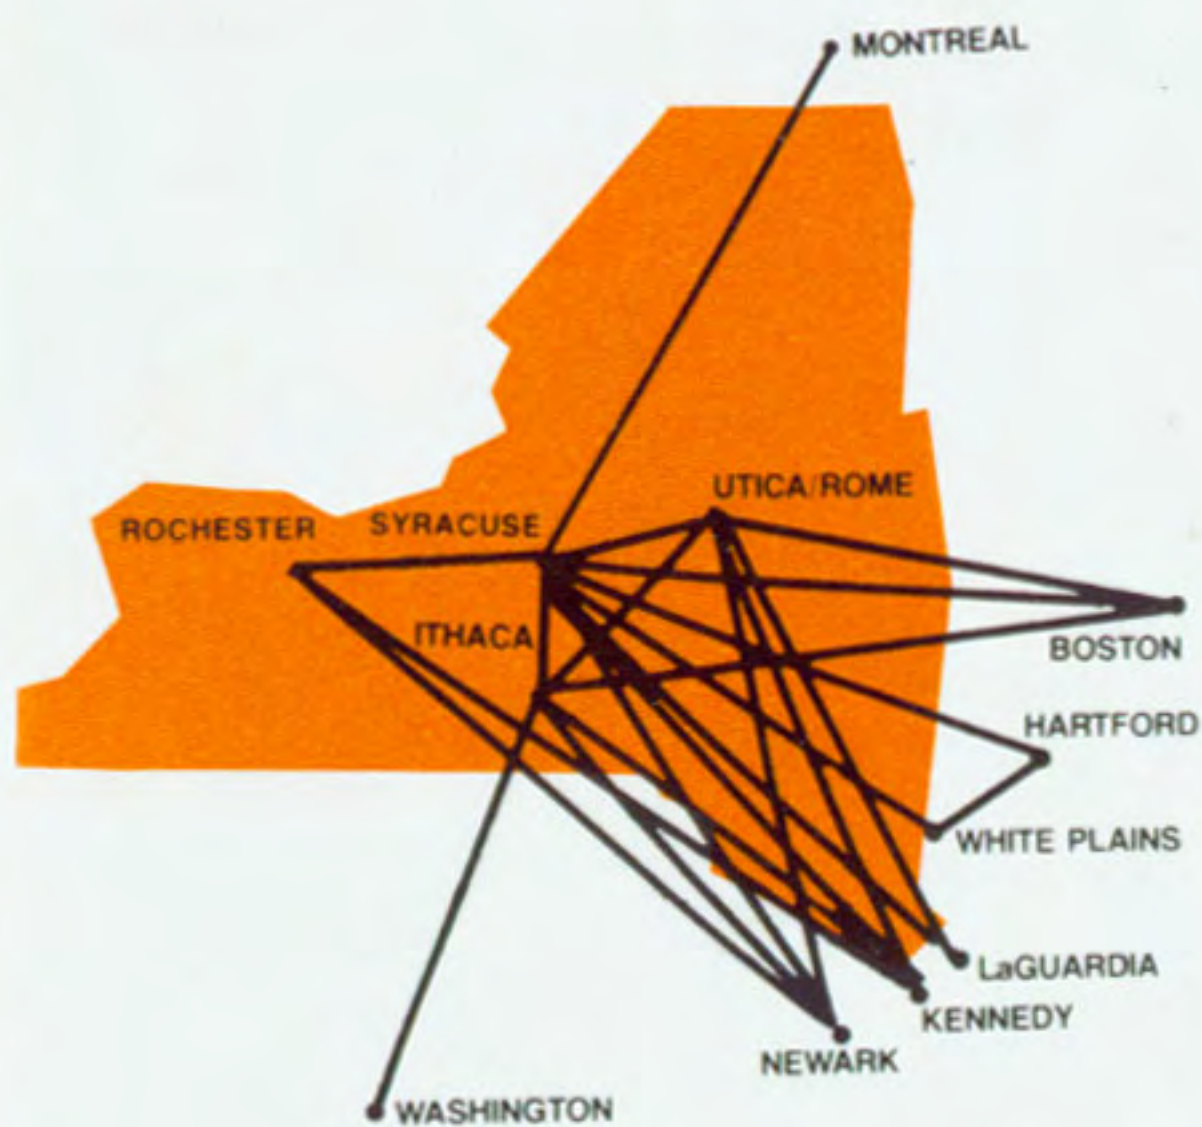 MONTREAL
UTICA/ROME
ROCHESTER
SYRACUSE
ITHACA
BOSTON
HARTFORD
WHITE PLAINS
LaGUARDIA
KENNEDY
NEWARK
WASHINGTON